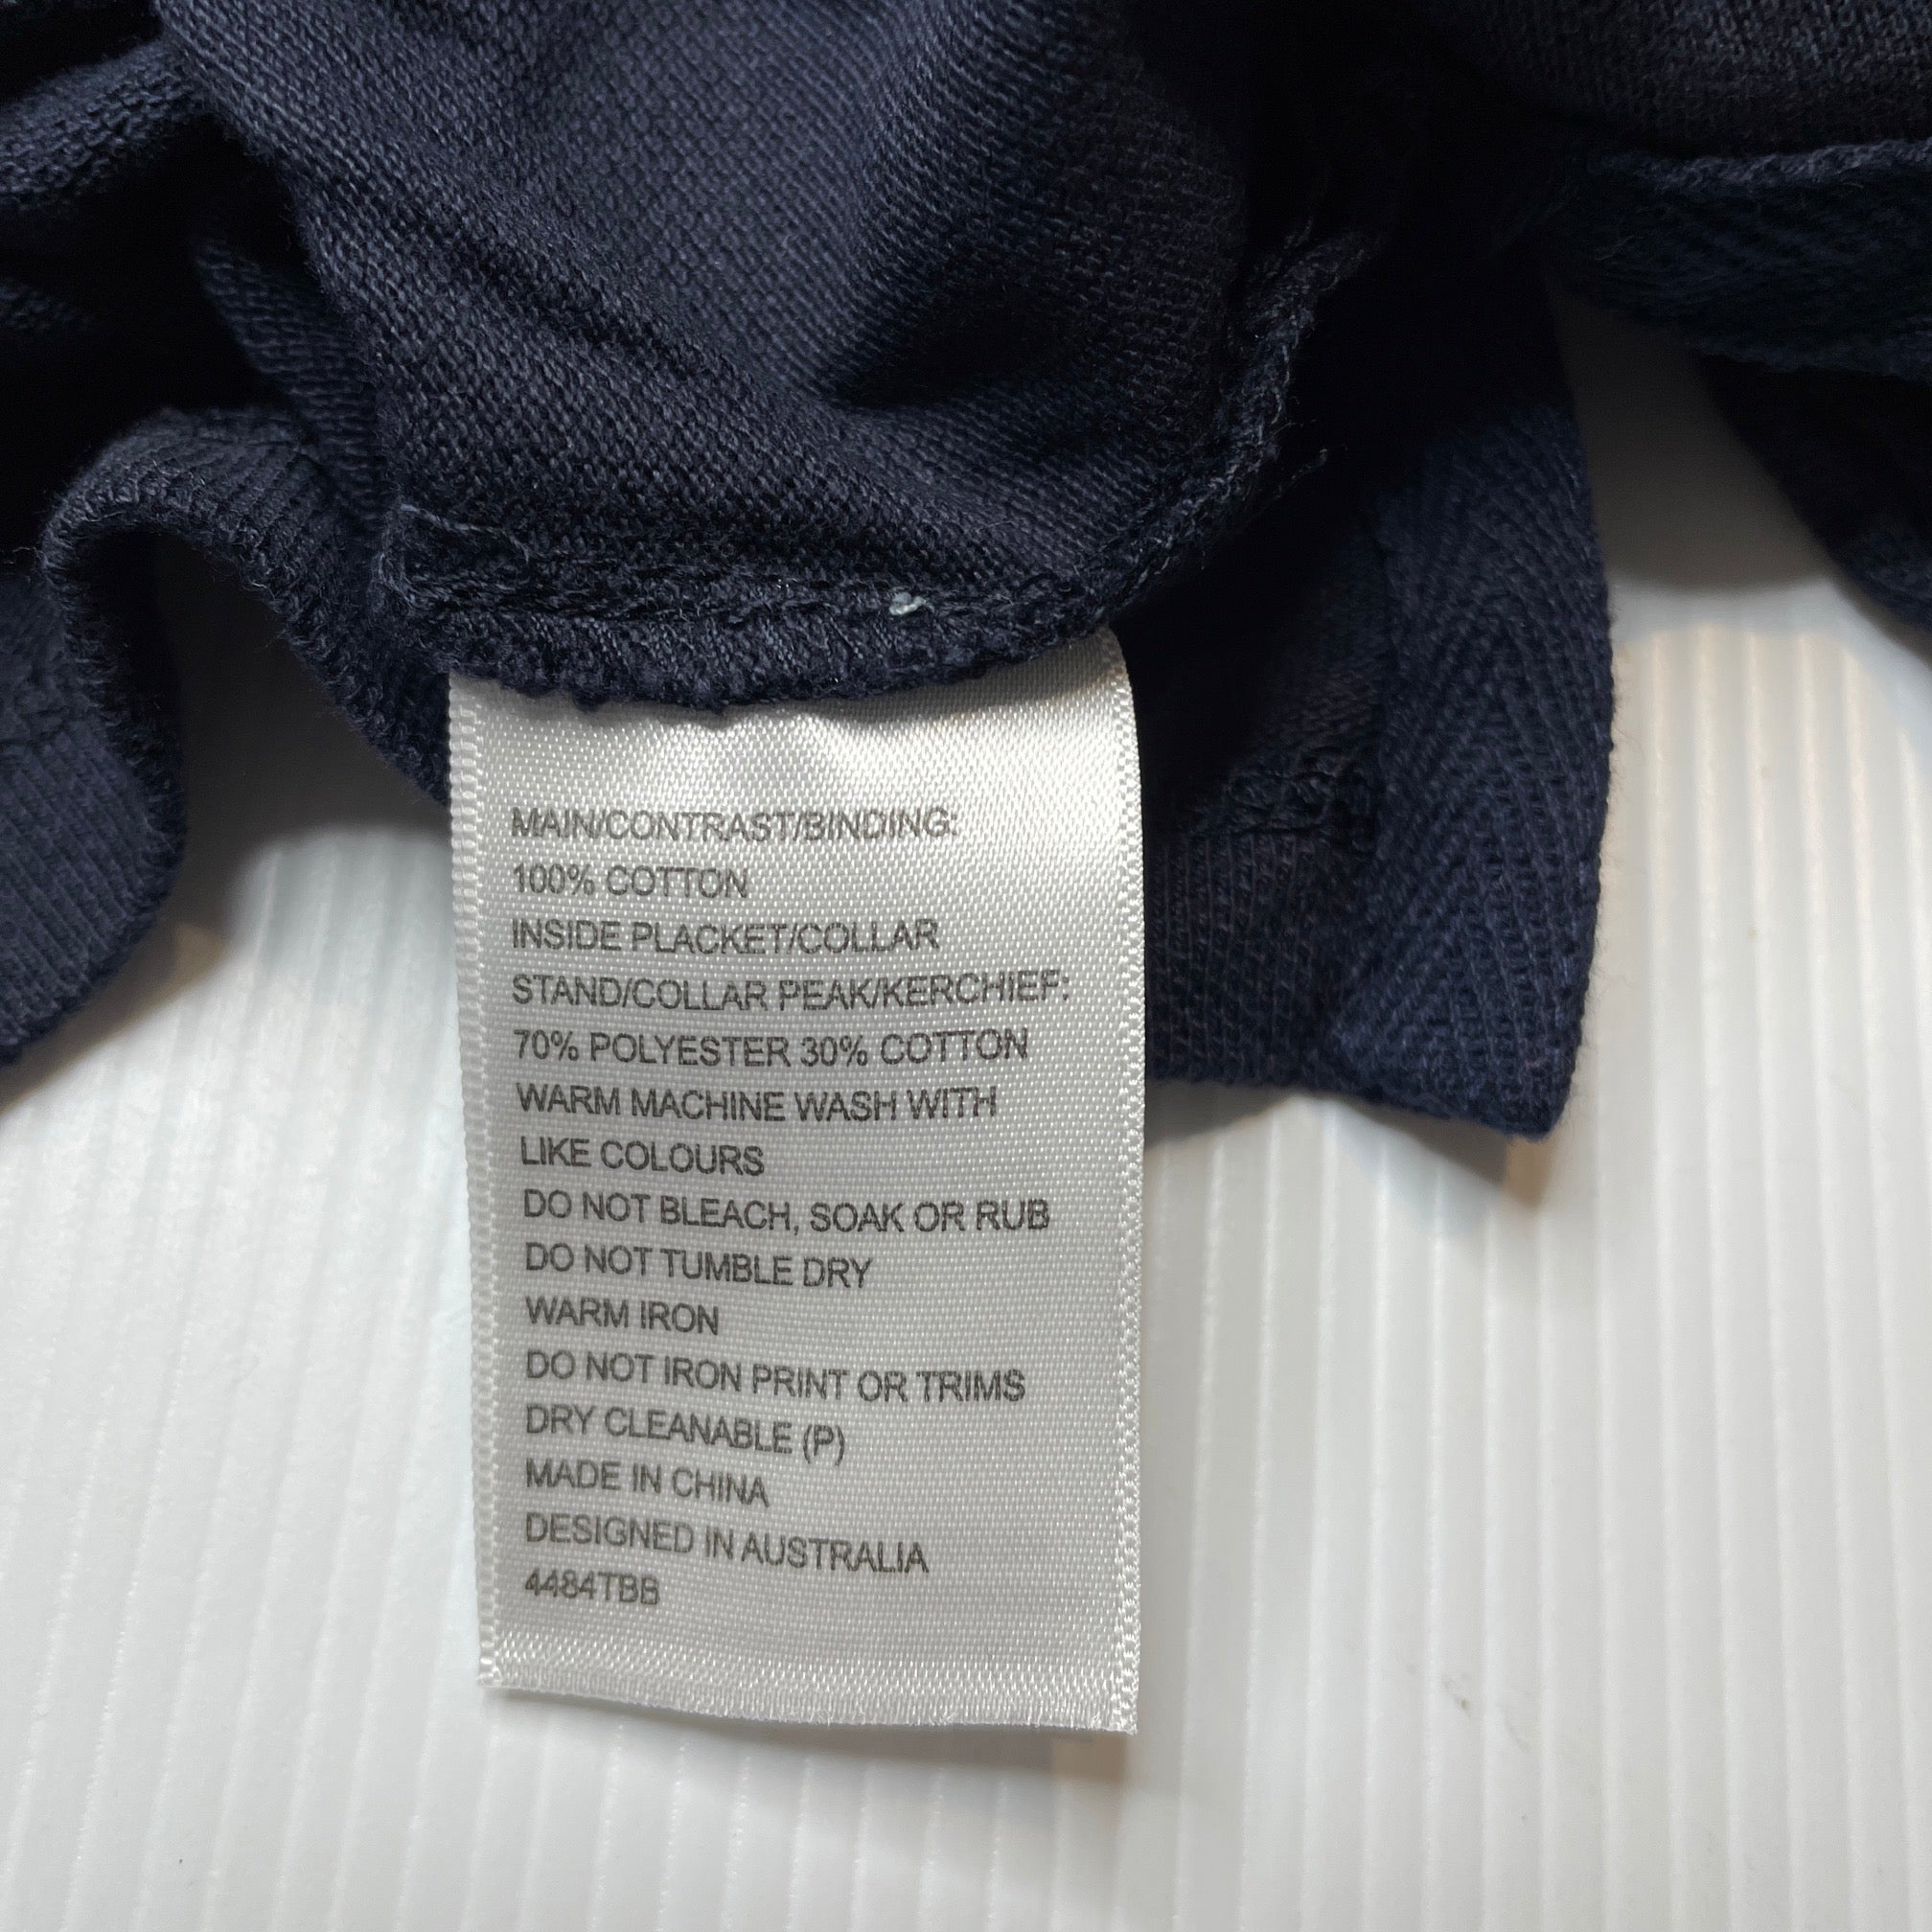 MAIN/CONTRAST/BINDING:
100% COTTON
INSIDE PLACKET/COLLAR
STAND/COLLAR PEAK/KERCHIEF:
70% POLYESTER 30% COTTON
WARM MACHINE WASH WITH
LIKE COLOURS
DO NOT BLEACH, SOAK OR RUB
DO NOT TUMBLE DRY
WARM IRON
DO NOT IRON PRINT OR TRIMS
DRY CLEANABLE (P)
MADE IN CHINA
DESIGNED IN AUSTRALIA
4484TBB